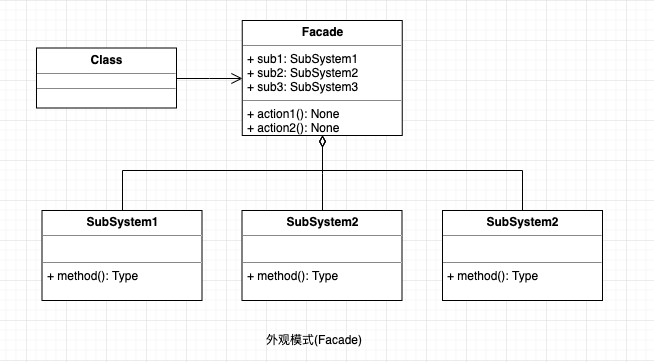 Facade
Class
+ sub1: SubSystem1
+ sub2: SubSystem2
+ sub3: SubSystem3
+ action1(): None
+ action2(): None
SubSystem1
SubSystem2
SubSystem2
+ method(): Type
+ method(): Type
+ method(): Type
外观模式(Facade)